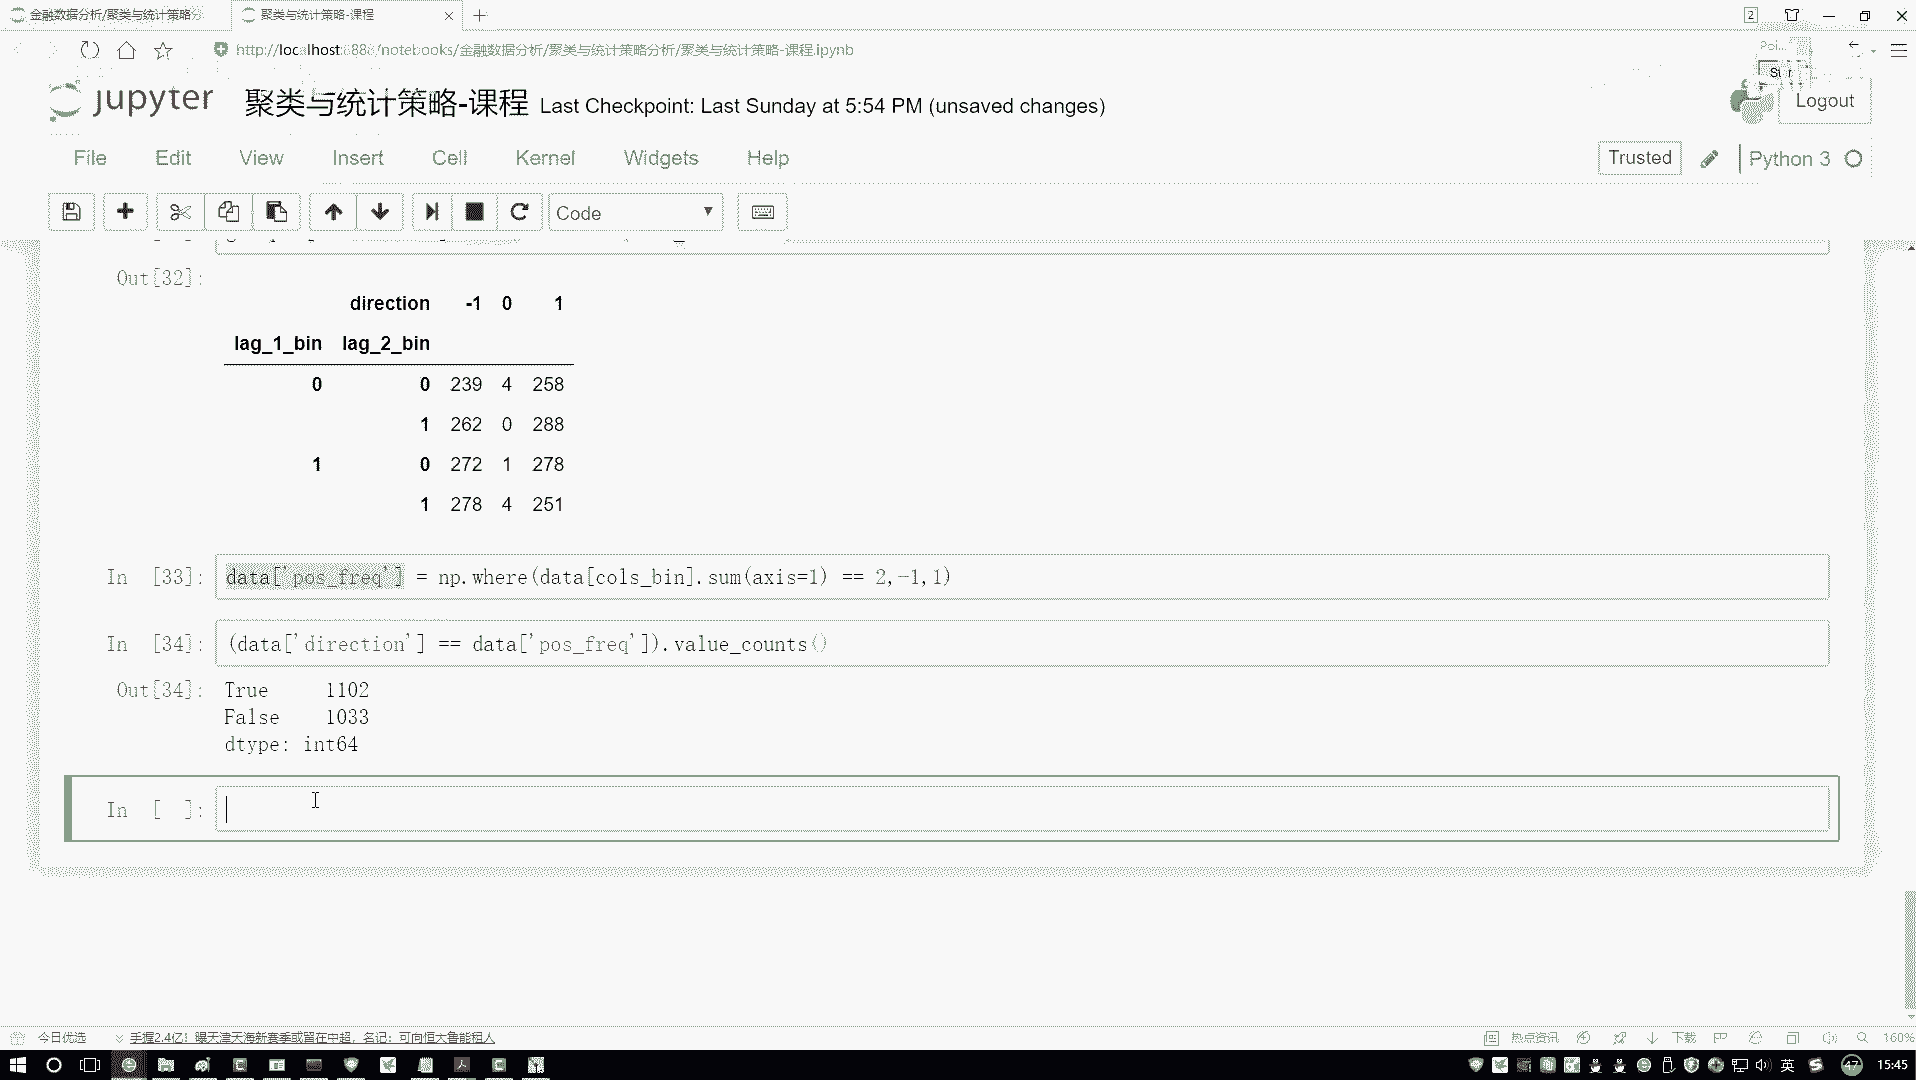 金融数据分析/聚类与统计策略分
聚类与统计策略-课程
2
http://localhost:888/notebooks/金融数据分析/聚类与统计策略分析/聚类与统计策略-课程.ipynb
jupyter 聚类与统计策略-课程 Last Checkpoint: Last Sunday at 5:54 PM (unsaved changes)
Logout
File Edit View Insert Cell Kernel Widgets Help
Trusted Python 3
Code
Out[32]:
direction -1 0 1
lag_1_bin lag_2_bin
0 0 239 4 258
1 262 0 288
1 0 272 1 278
1 278 4 251
In [33]: data['pos_freq'] = np.where(data[cols_bin].sum(axis=1) == 2,-1,1)
In [34]: (data['direction'] == data['pos_freq']).value_counts()
Out[34]: True 1102
False 1033
dtype: int64
In [ ]:
今日优选 手握2.4亿！曝天津天海新赛季或留在中超，名记：可向恒大鲁能租人
热点资讯 下载 160%
英 47 15:45